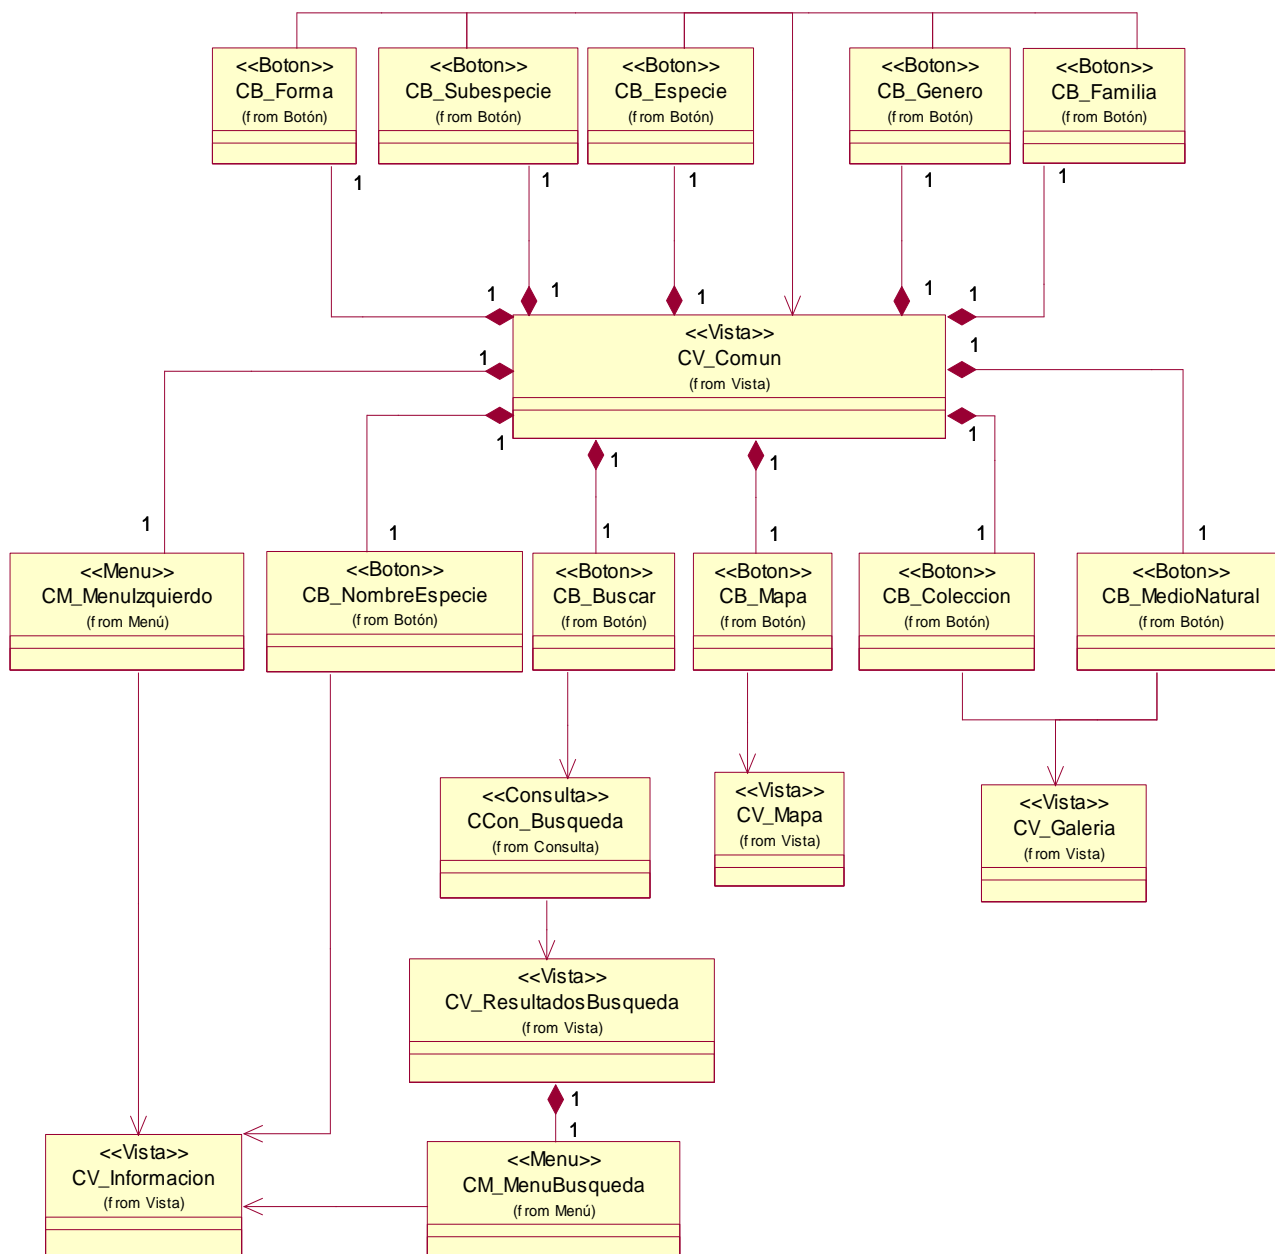 <<Boton>>
CB_Forma
(from Botón)
<<Boton>>
CB_Subespecie
(from Botón)
<<Boton>>
CB_Especie
(from Botón)
<<Boton>>
CB_Genero
(from Botón)
<<Boton>>
CB_Familia
(from Botón)
1
1
1
1
1
1
1
1
1
1
<<Vista>>
CV_Comun
(from Vista)
1
1
1
1
1
1
1
1
1
1
1
1
<<Menu>>
CM_MenuIzquierdo
(from Menú)
<<Boton>>
CB_NombreEspecie
(from Botón)
<<Boton>>
CB_Buscar
(from Botón)
<<Boton>>
CB_Mapa
(from Botón)
<<Boton>>
CB_Coleccion
(from Botón)
<<Boton>>
CB_MedioNatural
(from Botón)
<<Consulta>>
CCon_Busqueda
(from Consulta)
<<Vista>>
CV_Mapa
(from Vista)
<<Vista>>
CV_Galeria
(from Vista)
<<Vista>>
CV_ResultadosBusqueda
(from Vista)
1
1
<<Vista>>
CV_Informacion
(from Vista)
<<Menu>>
CM_MenuBusqueda
(from Menú)